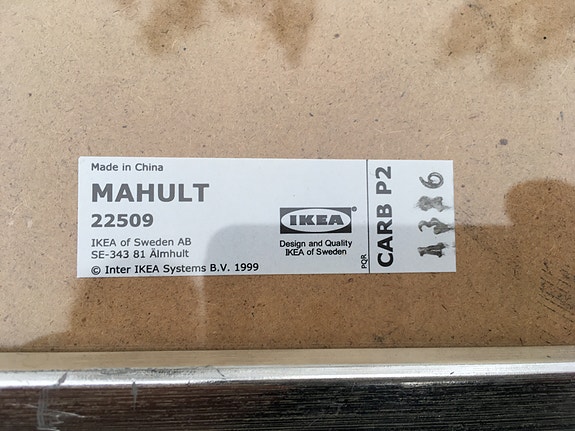 Made in China
MAHULT
22509
IKEA of Sweden AB
SE-343 81 Älmhult
© Inter IKEA Systems B.V. 1999
IKEA
Design and Quality
IKEA of Sweden
PQR
CARB P2